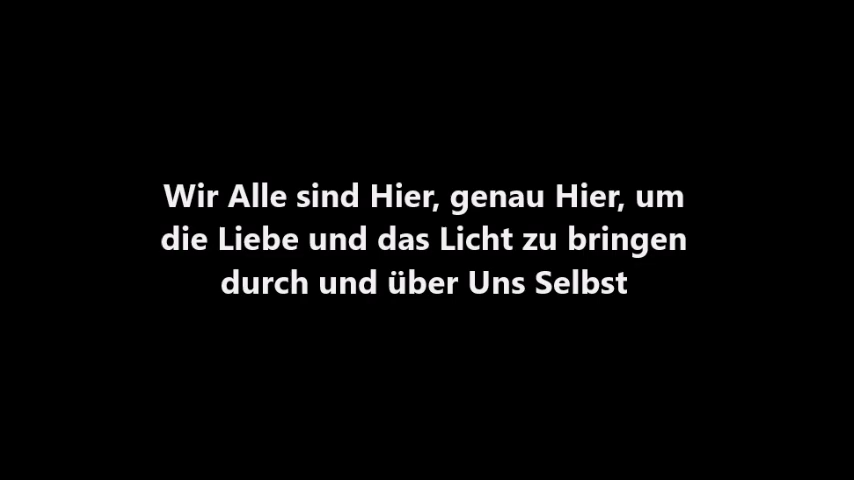 Wir Alle sind Hier, genau Hier, um
die Liebe und das Licht zu bringen
durch und über Uns Selbst